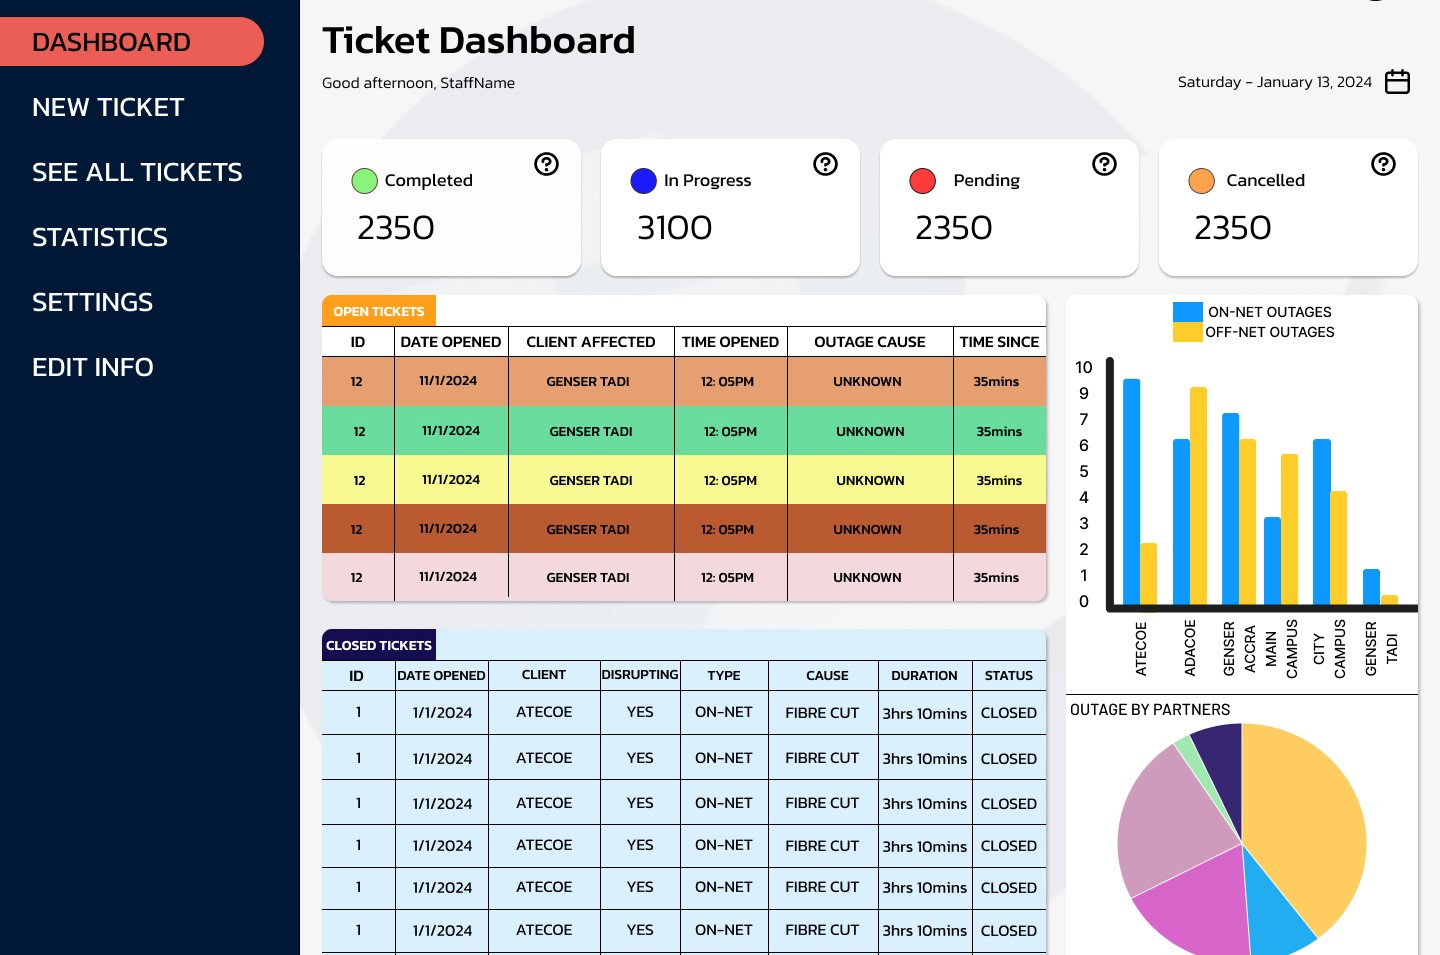 DASHBOARD
NEW TICKET
SEE ALL TICKETS
STATISTICS
SETTINGS
EDIT INFO
Ticket Dashboard
Good afternoon, StaffName
Saturday - January 13, 2024
Completed
2350
In Progress
3100
Pending
2350
Cancelled
2350
OPEN TICKETS
ID DATE OPENED CLIENT AFFECTED TIME OPENED OUTAGE CAUSE TIME SINCE
12 11/1/2024 GENSER TADI 12: 05PM UNKNOWN 35mins
12 11/1/2024 GENSER TADI 12: 05PM UNKNOWN 35mins
12 11/1/2024 GENSER TADI 12: 05PM UNKNOWN 35mins
12 11/1/2024 GENSER TADI 12: 05PM UNKNOWN 35mins
12 11/1/2024 GENSER TADI 12: 05PM UNKNOWN 35mins
CLOSED TICKETS
ID DATE OPENED CLIENT DISRUPTING TYPE CAUSE DURATION STATUS
1 1/1/2024 ATECOE YES ON-NET FIBRE CUT 3hrs 10mins CLOSED
1 1/1/2024 ATECOE YES ON-NET FIBRE CUT 3hrs 10mins CLOSED
1 1/1/2024 ATECOE YES ON-NET FIBRE CUT 3hrs 10mins CLOSED
1 1/1/2024 ATECOE YES ON-NET FIBRE CUT 3hrs 10mins CLOSED
1 1/1/2024 ATECOE YES ON-NET FIBRE CUT 3hrs 10mins CLOSED
1 1/1/2024 ATECOE YES ON-NET FIBRE CUT 3hrs 10mins CLOSED
ON-NET OUTAGES
OFF-NET OUTAGES
10
9
7
6
5
4
3
2
1
0
ATECOE
ADACOE
GENSER
ACCRA
MAIN
CAMPUS
CITY
CAMPUS
GENSER
TADI
OUTAGE BY PARTNERS